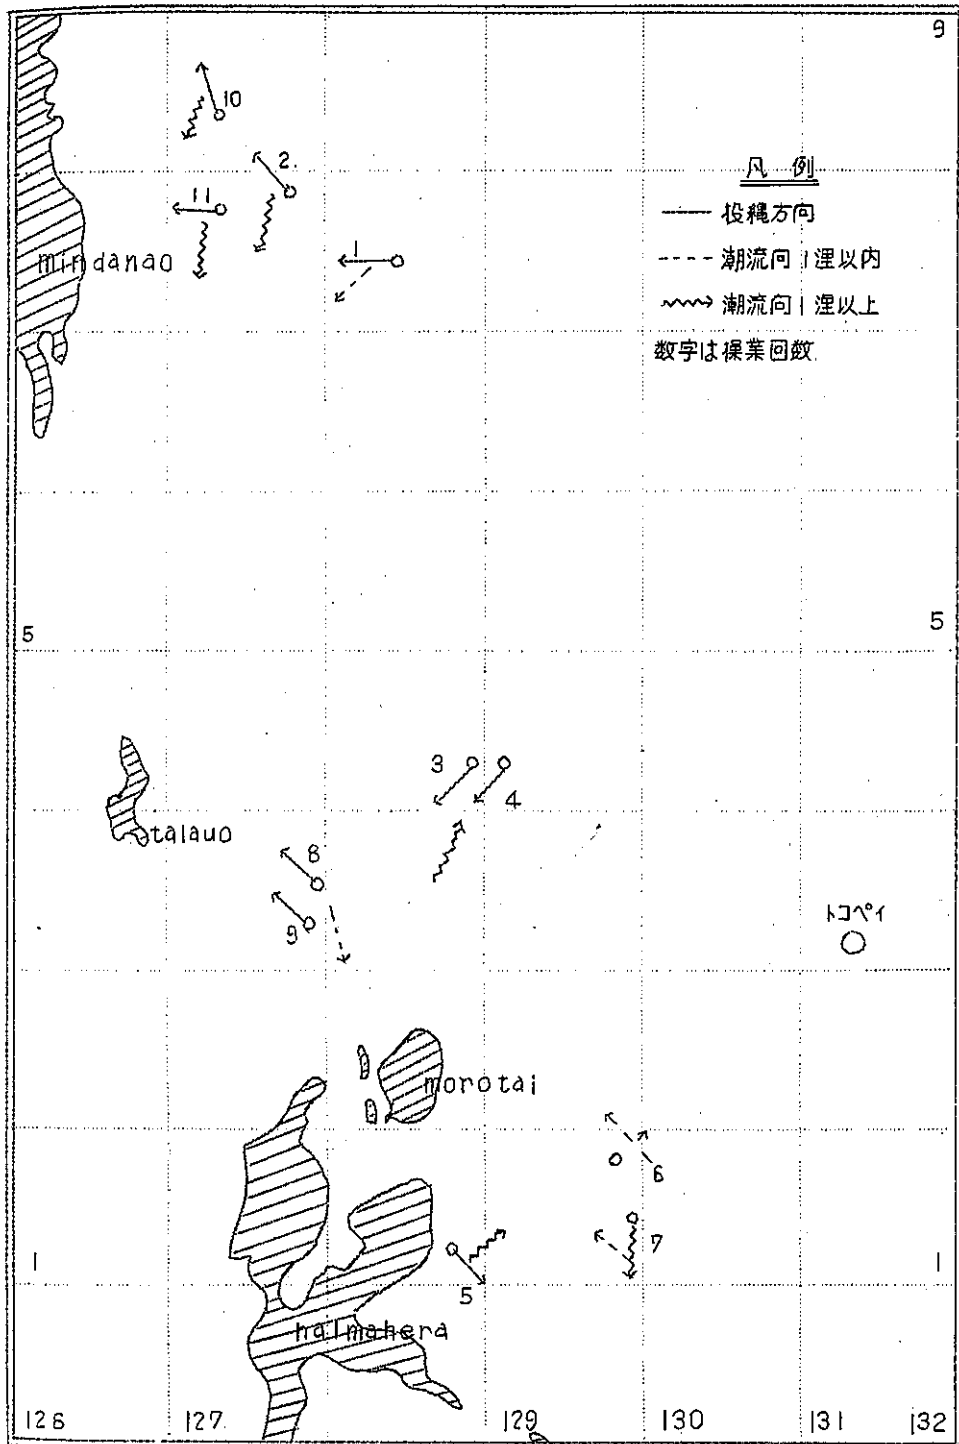 9
10
2.
凡例
11
投縄方向
mindanao
1
潮流向1浬以内
潮流向1浬以上
数字は操業回数
5
5
3
4
talauo
8
トコペイ
9
morotai
6
7
1
1
5
halmahera
126
127
129
130
131
132